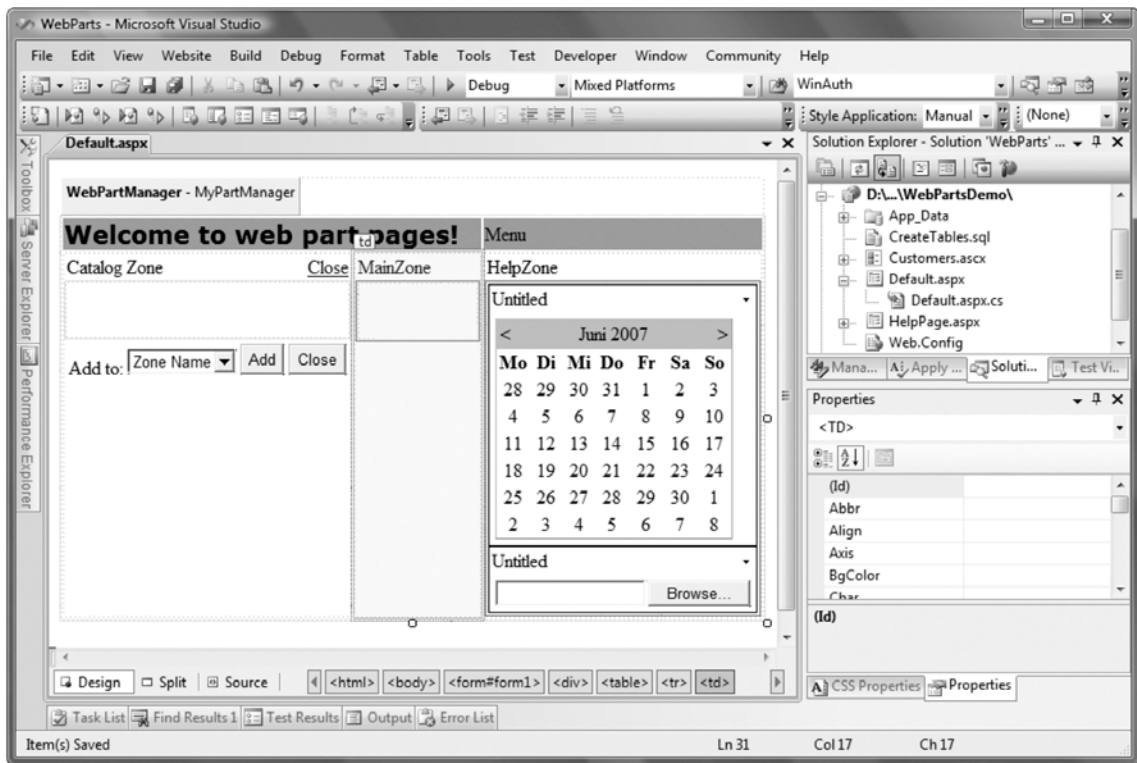 WebParts - Microsoft Visual Studio
File Edit View Website Build Debug Format Table Tools Test Developer Window Community Help
Debug Mixed Platforms WinAuth
Style Application: Manual (None)
Toolbox
Server Explorer
Performance Explorer
Default.aspx
WebPartManager - MyPartManager
Welcome to web part pages! Menu
td
Catalog Zone Close MainZone HelpZone
Untitled
< Juni 2007 >
Mo Di Mi Do Fr Sa So
28 29 30 31 1 2 3
4 5 6 7 8 9 10
11 12 13 14 15 16 17
18 19 20 21 22 23 24
25 26 27 28 29 30 1
2 3 4 5 6 7 8
Add to: Zone Name Add Close
Untitled
Browse...
Design Split Source <html> <body> <form#form1> <div> <table> <tr> <td>
Solution Explorer - Solution 'WebParts' ...
D:\...\WebPartsDemo\
App_Data
CreateTables.sql
Customers.ascx
Default.aspx
Default.aspx.cs
HelpPage.aspx
Web.Config
Mana... Apply ... Soluti... Test Vi...
Properties
<TD>
(Id)
Abbr
Align
Axis
BgColor
Char
(Id)
CSS Properties Properties
Task List Find Results 1 Test Results Output Error List
Item(s) Saved Ln 31 Col 17 Ch 17